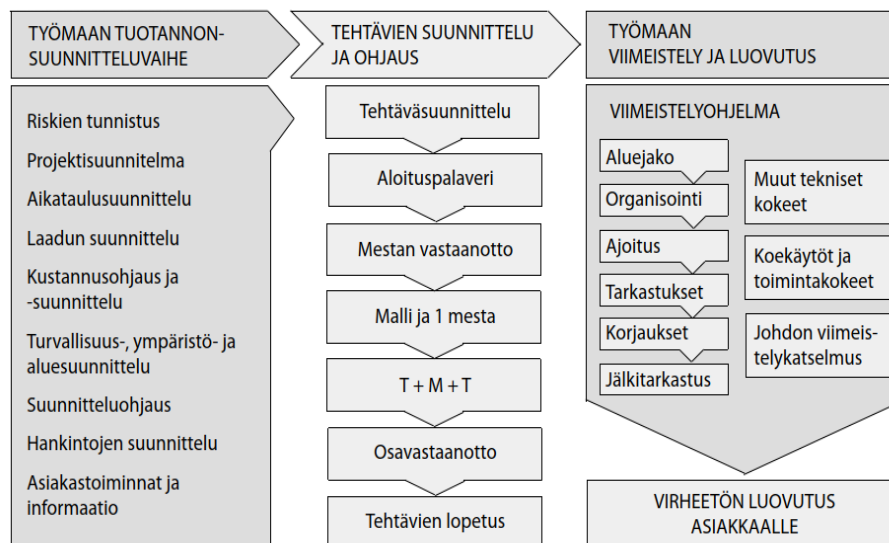 TYÖMAAN TUOTANNON-
SUUNNITTELUVAIHE
Riskien tunnistus
Projektisuunnitelma
Aikataulusuunnittelu
Laadun suunnittelu
Kustannusohjaus ja
-suunnittelu
Turvallisuus-, ympäristö- ja
aluesuunnittelu
Suunnitteluohjaus
Hankintojen suunnittelu
Asiakastoiminnat ja
informaatio
TEHTÄVIEN SUUNNITTELU
JA OHJAUS
Tehtäväsuunnittelu
Aloituspalaveri
Mestan vastaanotto
Malli ja 1 mesta
T + M + T
Osavastaanotto
Tehtävien lopetus
TYÖMAAN
VIIMEISTELY JA LUOVUTUS
VIIMEISTELYOHJELMA
Aluejako
Organisointi
Ajoitus
Tarkastukset
Korjaukset
Jälkitarkastus
Muut tekniset
kokeet
Koekäytöt ja
toimintakokeet
Johdon viimeis-
telykatselmus
VIRHEETÖN LUOVUTUS
ASIAKKAALLE